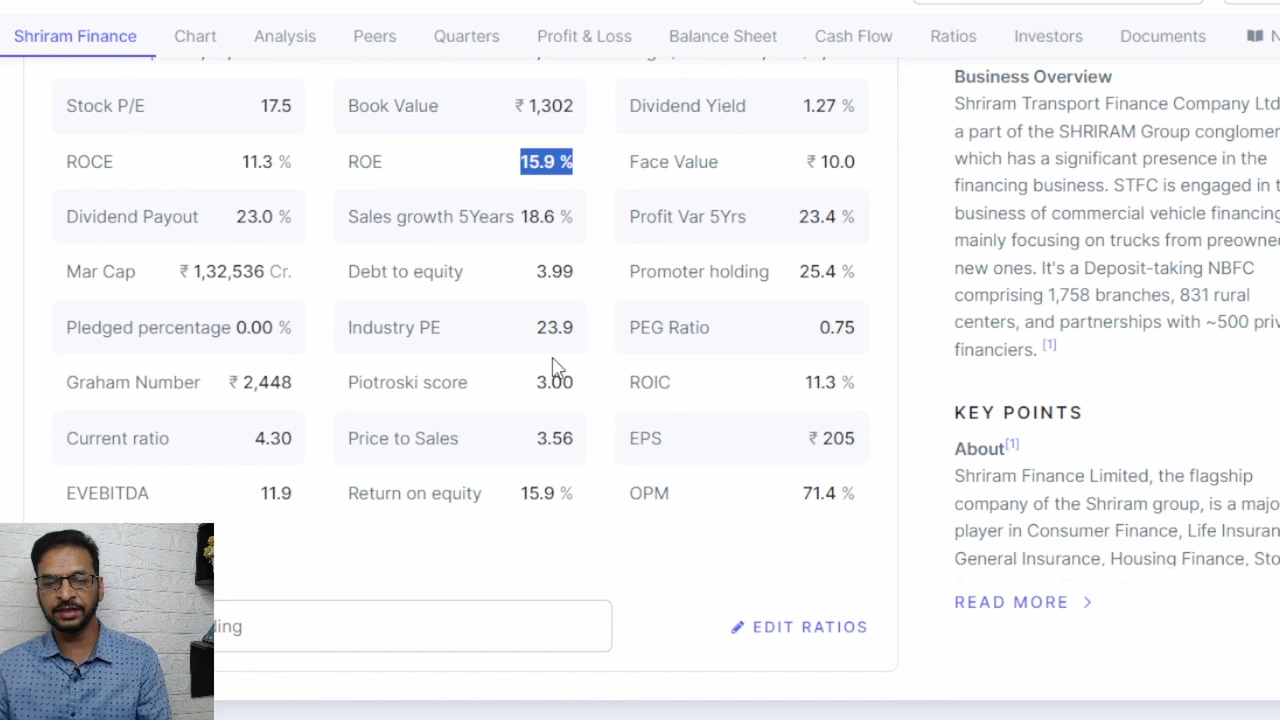 Shriram Finance Chart Analysis Peers Quarters Profit & Loss Balance Sheet Cash Flow Ratios Investors Documents N
Stock P/E 17.5 Book Value ₹ 1,302 Dividend Yield 1.27 %
ROCE 11.3 % ROE 15.9 % Face Value ₹ 10.0
Dividend Payout 23.0 % Sales growth 5Years 18.6 % Profit Var 5Yrs 23.4 %
Mar Cap ₹ 1,32,536 Cr. Debt to equity 3.99 Promoter holding 25.4 %
Pledged percentage 0.00 % Industry PE 23.9 PEG Ratio 0.75
Graham Number ₹ 2,448 Piotroski score 3.00 ROIC 11.3 %
Current ratio 4.30 Price to Sales 3.56 EPS ₹ 205
EVEBITDA 11.9 Return on equity 15.9 % OPM 71.4 %
ding
EDIT RATIOS
Business Overview
Shriram Transport Finance Company Ltd
a part of the SHRIRAM Group conglomer
which has a significant presence in the
financing business. STFC is engaged in t
business of commercial vehicle financing
mainly focusing on trucks from preowne
new ones. It's a Deposit-taking NBFC
comprising 1,758 branches, 831 rural
centers, and partnerships with ~500 priv
financiers. [1]
KEY POINTS
About[1]
Shriram Finance Limited, the flagship
company of the Shriram group, is a majo
player in Consumer Finance, Life Insuran
General Insurance, Housing Finance, Sto
READ MORE >